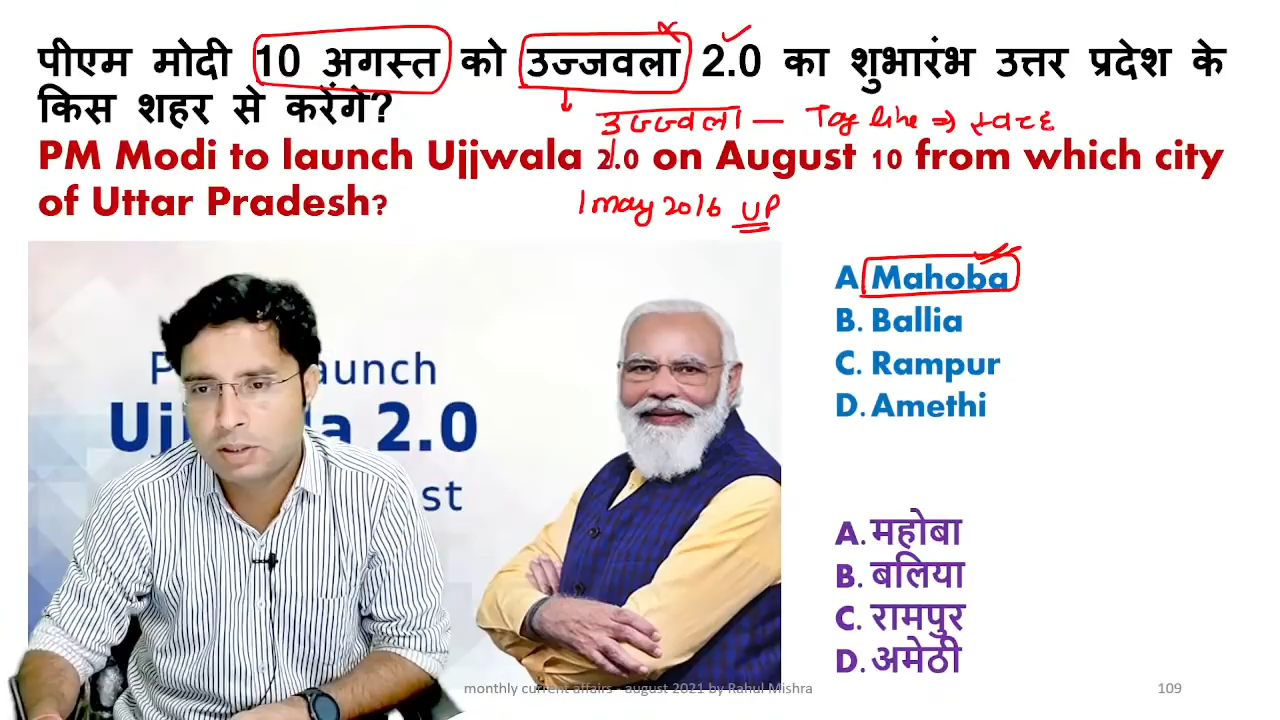 पीएम मोदी 10 अगस्त को उज्जवला 2.0 का शुभारंभ उत्तर प्रदेश के
किस शहर से करेंगे?
उज्जवला — Tag line ⇒ स्वच्छ
PM Modi to launch Ujjwala 2.0 on August 10 from which city
of Uttar Pradesh?
1 may 2016 UP
A Mahoba
B. Ballia
C. Rampur
D. Amethi
P aunch
Uj la 2.0
st
A. महोबा
B. बलिया
C. रामपुर
D. अमेठी
monthly current affairs - august 2021 by Rahul Mishra
109